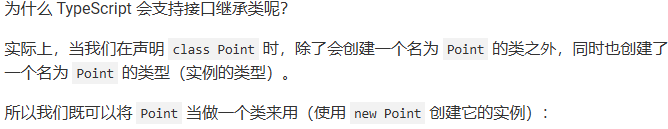 为什么 TypeScript 会支持接口继承类呢？
实际上，当我们在声明 class Point 时，除了会创建一个名为 Point 的类之外，同时也创建了
一个名为 Point 的类型（实例的类型）。
所以我们既可以将 Point 当做一个类来用（使用 new Point 创建它的实例）：